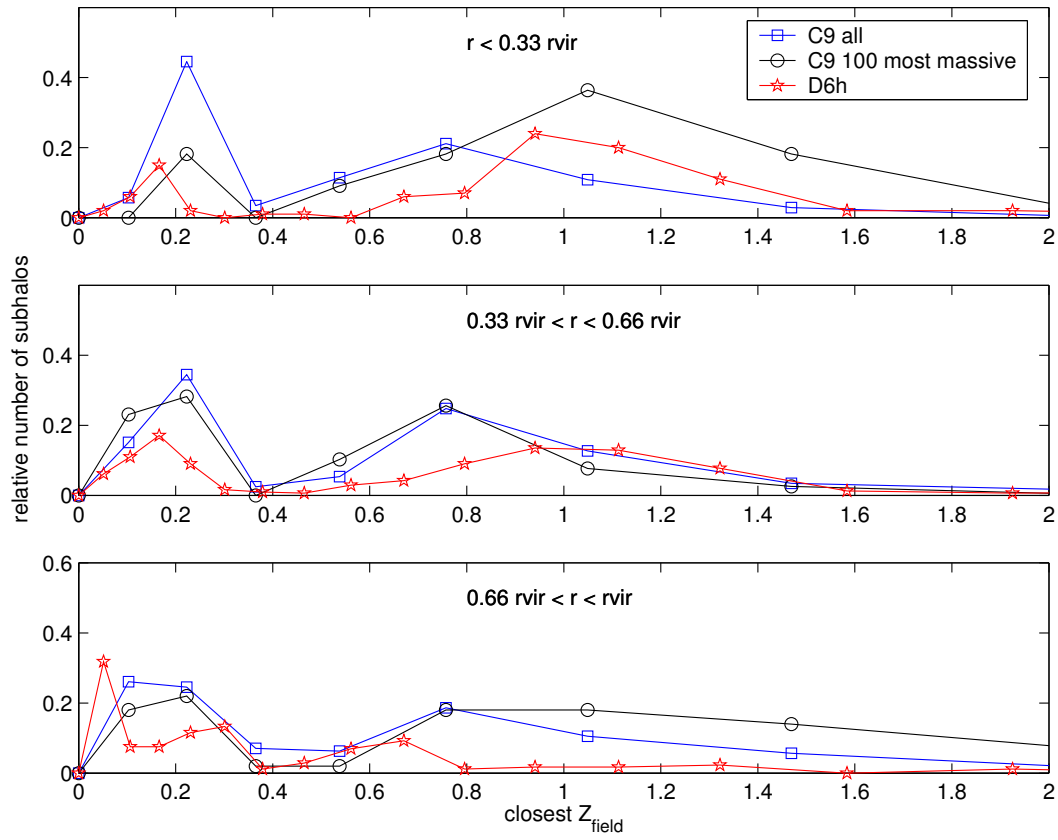 r < 0.33 rvir
C9 all
C9 100 most massive
D6h
0.4
0.2
0
0 0.2 0.4 0.6 0.8 1 1.2 1.4 1.6 1.8 2
relative number of subhalos
0.33 rvir < r < 0.66 rvir
0.4
0.2
0
0 0.2 0.4 0.6 0.8 1 1.2 1.4 1.6 1.8 2
0.66 rvir < r < rvir
0.6
0.4
0.2
0
0 0.2 0.4 0.6 0.8 1 1.2 1.4 1.6 1.8 2
closest Z_field